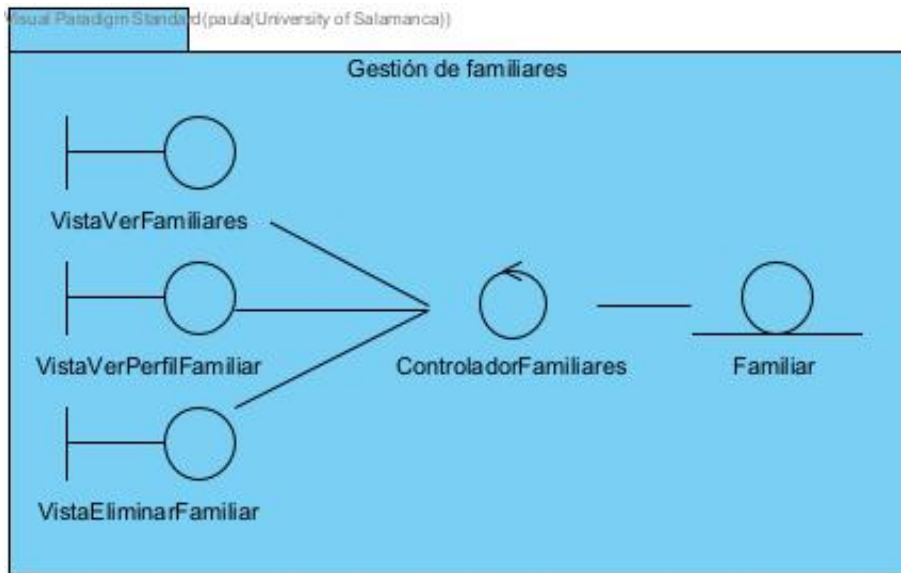 Visual Paradigm Standard(paula(University of Salamanca))
Gestión de familiares
VistaVerFamiliares
VistaVerPerfilFamiliar
ControladorFamiliares
Familiar
VistaEliminarFamiliar